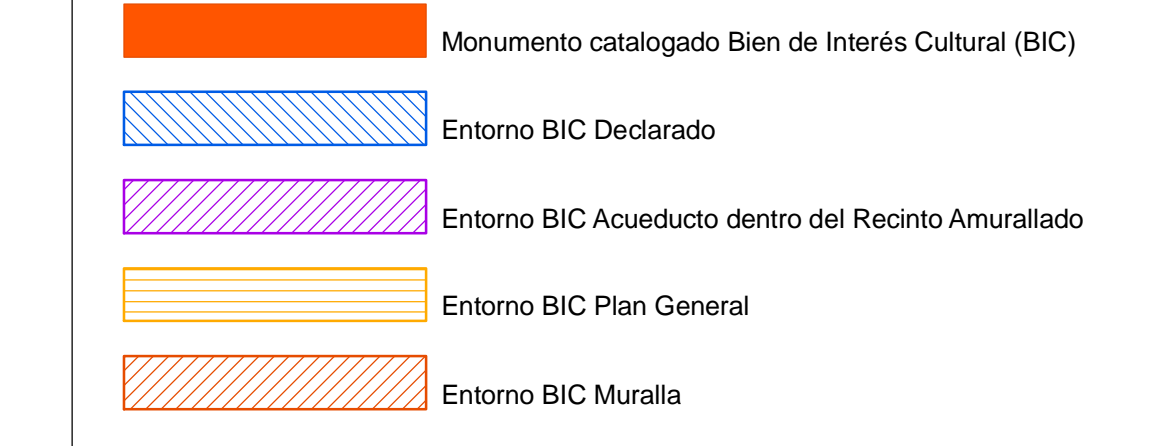 Monumento catalogado Bien de Interés Cultural (BIC)
Entorno BIC Declarado
Entorno BIC Acueducto dentro del Recinto Amurallado
Entorno BIC Plan General
Entorno BIC Muralla